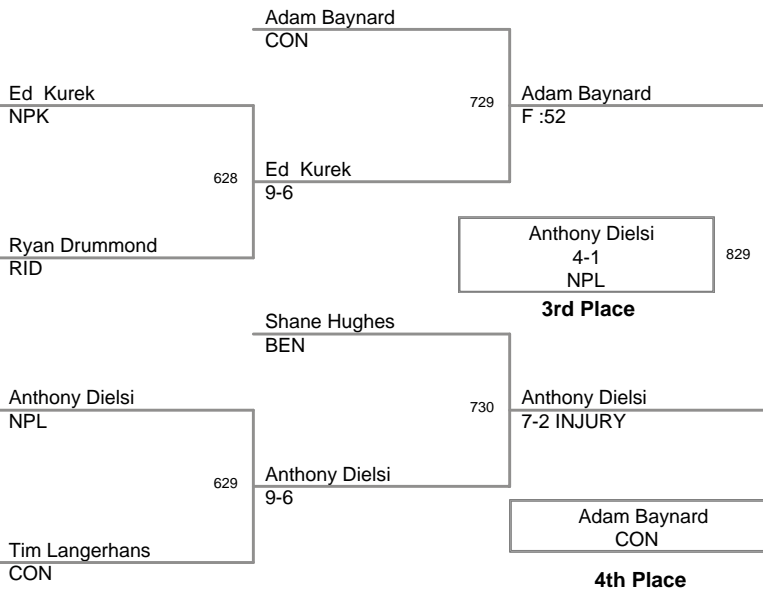 Adam Baynard
CON
Ed Kurek
NPK
729
Adam Baynard
F :52
628
Ed Kurek
9-6
Ryan Drummond
RID
Anthony Dielsi
4-1
NPL
829
3rd Place
Shane Hughes
BEN
Anthony Dielsi
NPL
730
Anthony Dielsi
7-2 INJURY
629
Anthony Dielsi
9-6
Adam Baynard
CON
Tim Langerhans
CON
4th Place